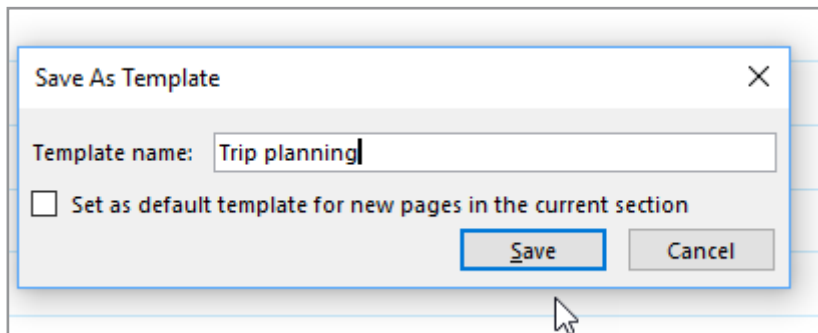 Save As Template
Template name: Trip planning
Set as default template for new pages in the current section
Save Cancel